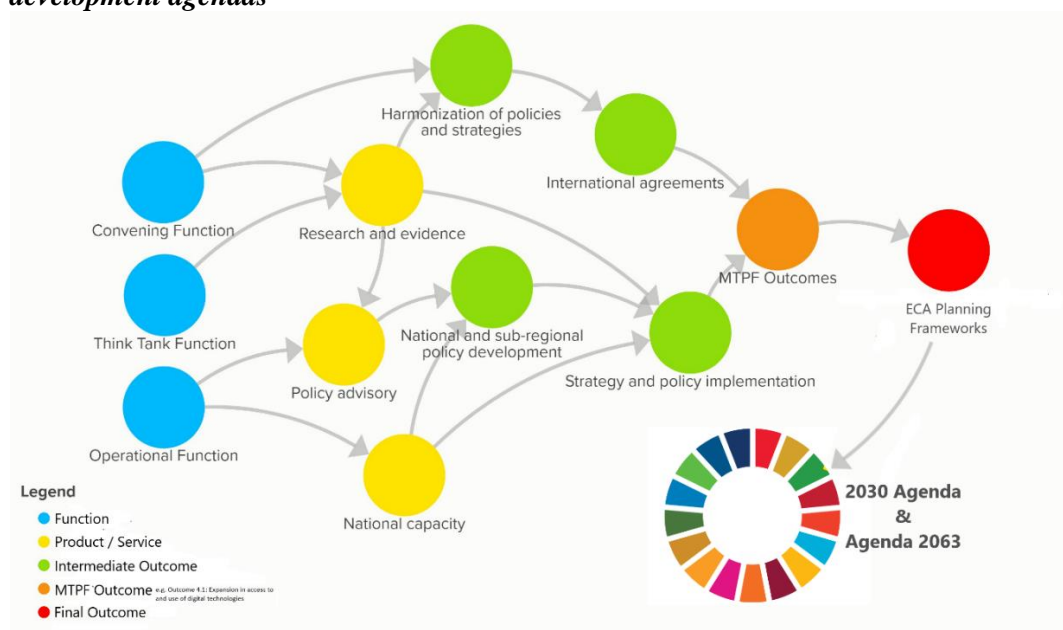 development agendas
Harmonization of policies
and strategies
International agreements
Convening Function
Research and evidence
MTPF Outcomes
ECA Planning
Frameworks
Think Tank Function
National and sub-regional
policy development
Policy advisory
Strategy and policy implementation
Operational Function
National capacity
2030 Agenda
&
Agenda 2063
Legend
Function
Product / Service
Intermediate Outcome
MTPF Outcome e.g. Outcome 4.1: Expansion in access to
and use of digital technologies
Final Outcome